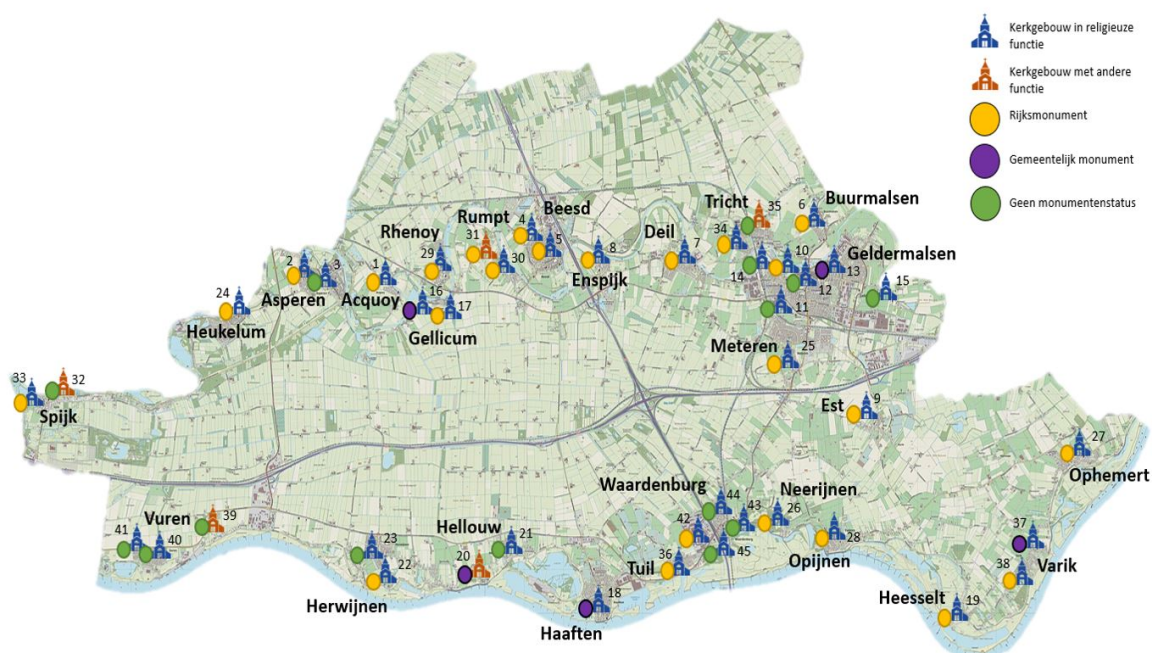 Kerkgebouw in religieuze
functie
Kerkgebouw met andere
functie
Rijksmonument
Gemeentelijk monument
Geen monumentenstatus
Tricht
35
6
Buurmalsen
Beesd
4
Rumpt
31
5
Rhenoy
29
30
8
Enspijk
Deil
7
34
14
10
12
13
Geldermalsen
15
11
2
3
Asperen
1
Acquoy
16
17
Gellicum
24
Heukelum
Meteren
25
33
32
Spijk
Est
9
27
Ophemert
Waardenburg
44
Neerijnen
43
26
42
45
28
Opijnen
36
Tuil
41
Vuren
40
39
Hellouw
21
20
23
22
Herwijnen
18
Haaften
37
Varik
38
Heesselt
19